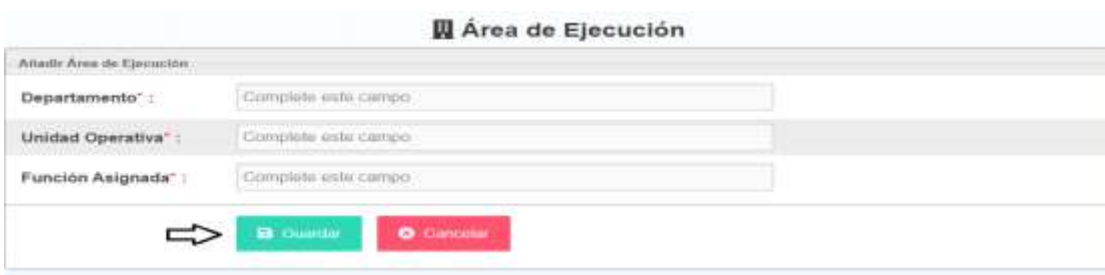 Área de Ejecución
Añadir Área de Ejecución
Departamento* : Complete este campo
Unidad Operativa* : Complete este campo
Función Asignada* : Complete este campo
Guardar Cancelar